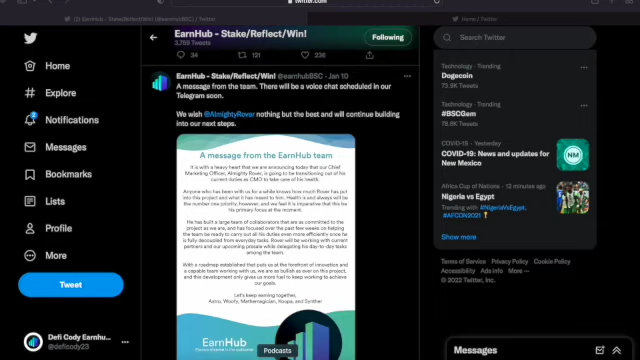 twitter.com
(2) EarnHub - Stake/Reflect/Win! (@earnhubBSC) / Twitter
Home / Twitter
Home
Explore
2
Notifications
Messages
Bookmarks
Lists
Profile
More
Tweet
Defi Cody Earnhu...
@deficody23
EarnHub - Stake/Reflect/Win!
3,759 Tweets
Following
34
121
236
EarnHub - Stake/Reflect/Win! @earnhubBSC · Jan 10
A message from the team. There will be a voice chat scheduled in our
Telegram soon.
We wish @AlmightyRover nothing but the best and will continue building
into our next steps.
A message from the EarnHub team
It is with a heavy heart that we are announcing today that our Chief
Marketing Officer, Almighty Rover, is going to be transitioning out of his
current duties as CMO to take care of his health.
Anyone who has been with us for a while knows how much Rover has put
into this project and what it has meant to him. Health is and always will be
the number one priority, however, and we feel it is imperative that this be
his primary focus at the moment.
He has built a large team of collaborators that are as committed to the
project as we are, and has focused over the past few weeks on helping
the team be ready to carry out all his duties even more efficiently once he
is fully decoupled from everyday tasks. Rover will be working with current
partners and our upcoming presale while delegating his day-to-day tasks
among the team.
With a roadmap established that puts us at the forefront of innovation and
a capable team working with us, we are as bullish as ever on this project,
and this development only gives us more fuel to keep working to achieve
our goals.
Let's keep earning together,
Astro, Woofy, Mathemagician, Koopa, and Synther
EarnHub
Podcasts
Search Twitter
Technology · Trending
Dogecoin
73.9K Tweets
Technology · Trending
#BSCGem
COVID-19 · Yesterday
COVID-19: News and updates for
New Mexico
NM
Africa Cup of Nations · 12 minutes ago
Nigeria vs Egypt
Trending with #NigeriaVsEgypt,
#AFCON2021
Show more
Terms of Service Privacy Policy Cookie Policy
Accessibility Ads info More ...
© 2022 Twitter, Inc.
Messages